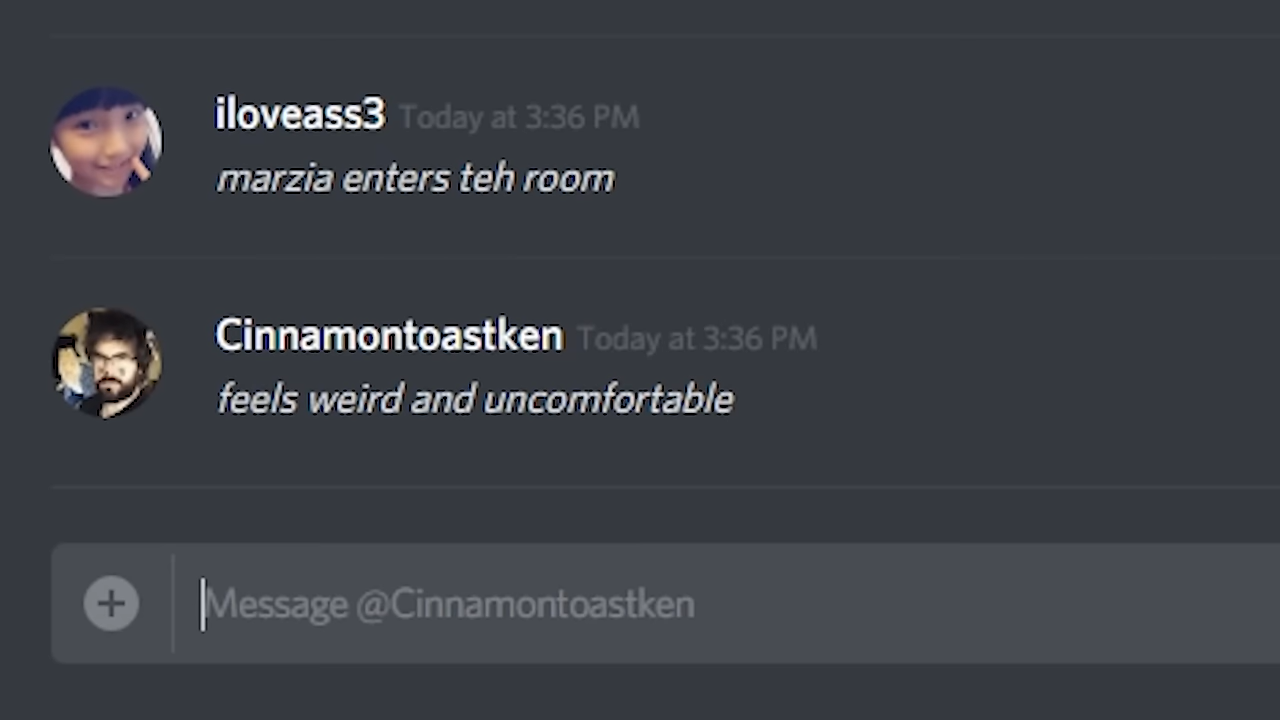 iloveass3 Today at 3:36 PM
marzia enters teh room
Cinnamontoastken Today at 3:36 PM
feels weird and uncomfortable
Message @Cinnamontoastken